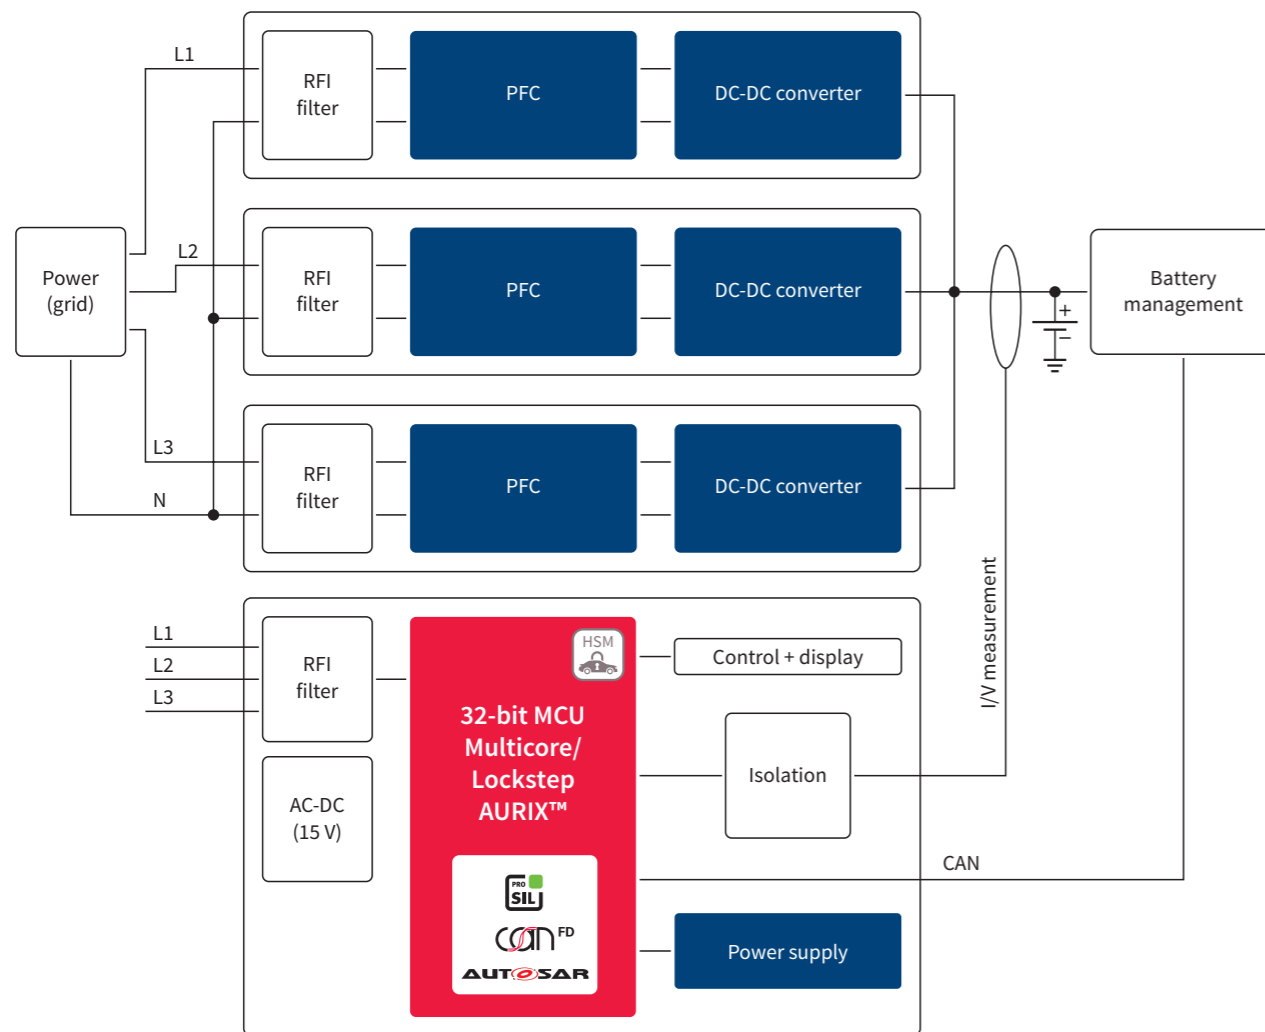 L1
RFI
filter
PFC
DC-DC converter
L2
Power
(grid)
RFI
filter
PFC
DC-DC converter
+
−
Battery
management
L3
N
RFI
filter
PFC
DC-DC converter
I/V measurement
L1
L2
L3
RFI
filter
HSM
Control + display
32-bit MCU
Multicore/
Lockstep
AURIX™
Isolation
AC-DC
(15 V)
CAN
PRO
SIL
CAN FD
AUTOSAR
Power supply